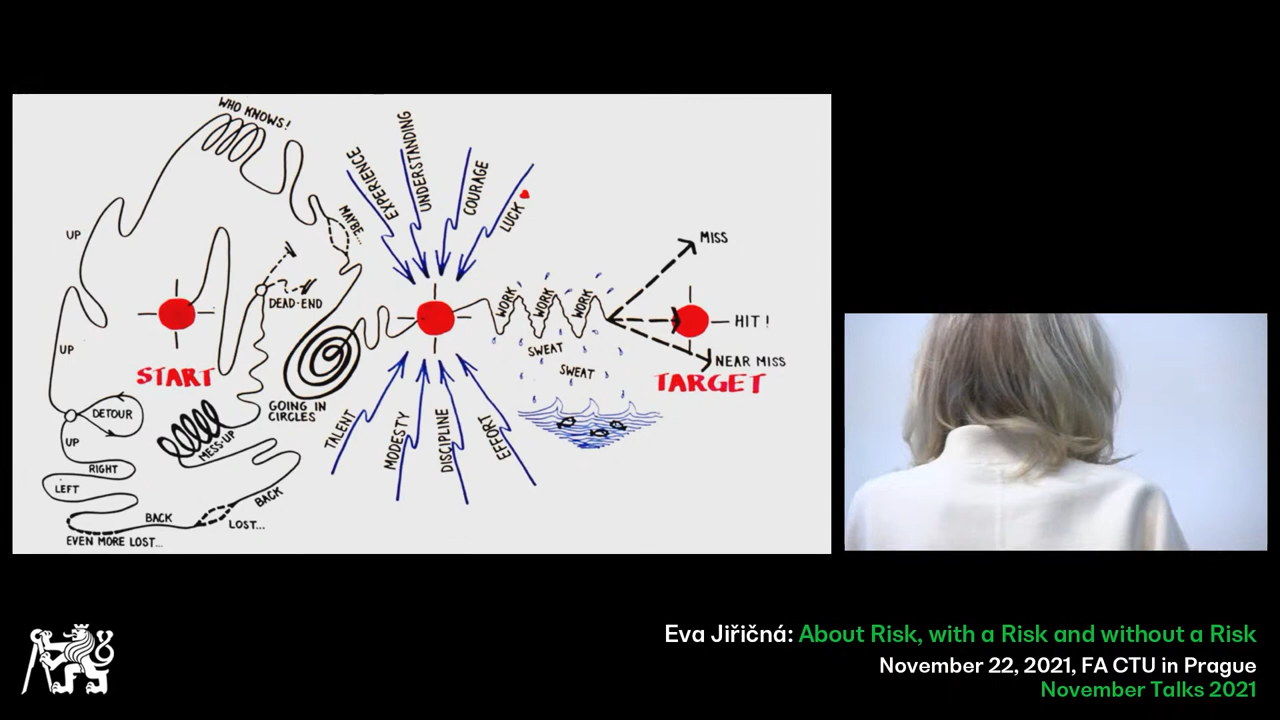 WHO KNOWS!
UP
MAYBE...
EXPERIENCE
UNDERSTANDING
COURAGE
LUCK
DEAD-END
START
UP
DETOUR
UP
RIGHT
LEFT
BACK
EVEN MORE LOST...
LOST...
BACK
MESS-UP
GOING IN
CIRCLES
TALENT
MODESTY
DISCIPLINE
EFFORT
WORK
WORK
WORK
SWEAT
SWEAT
MISS
HIT!
NEAR MISS
TARGET
Eva Jiřičná: About Risk, with a Risk and without a Risk
November 22, 2021, FA CTU in Prague
November Talks 2021